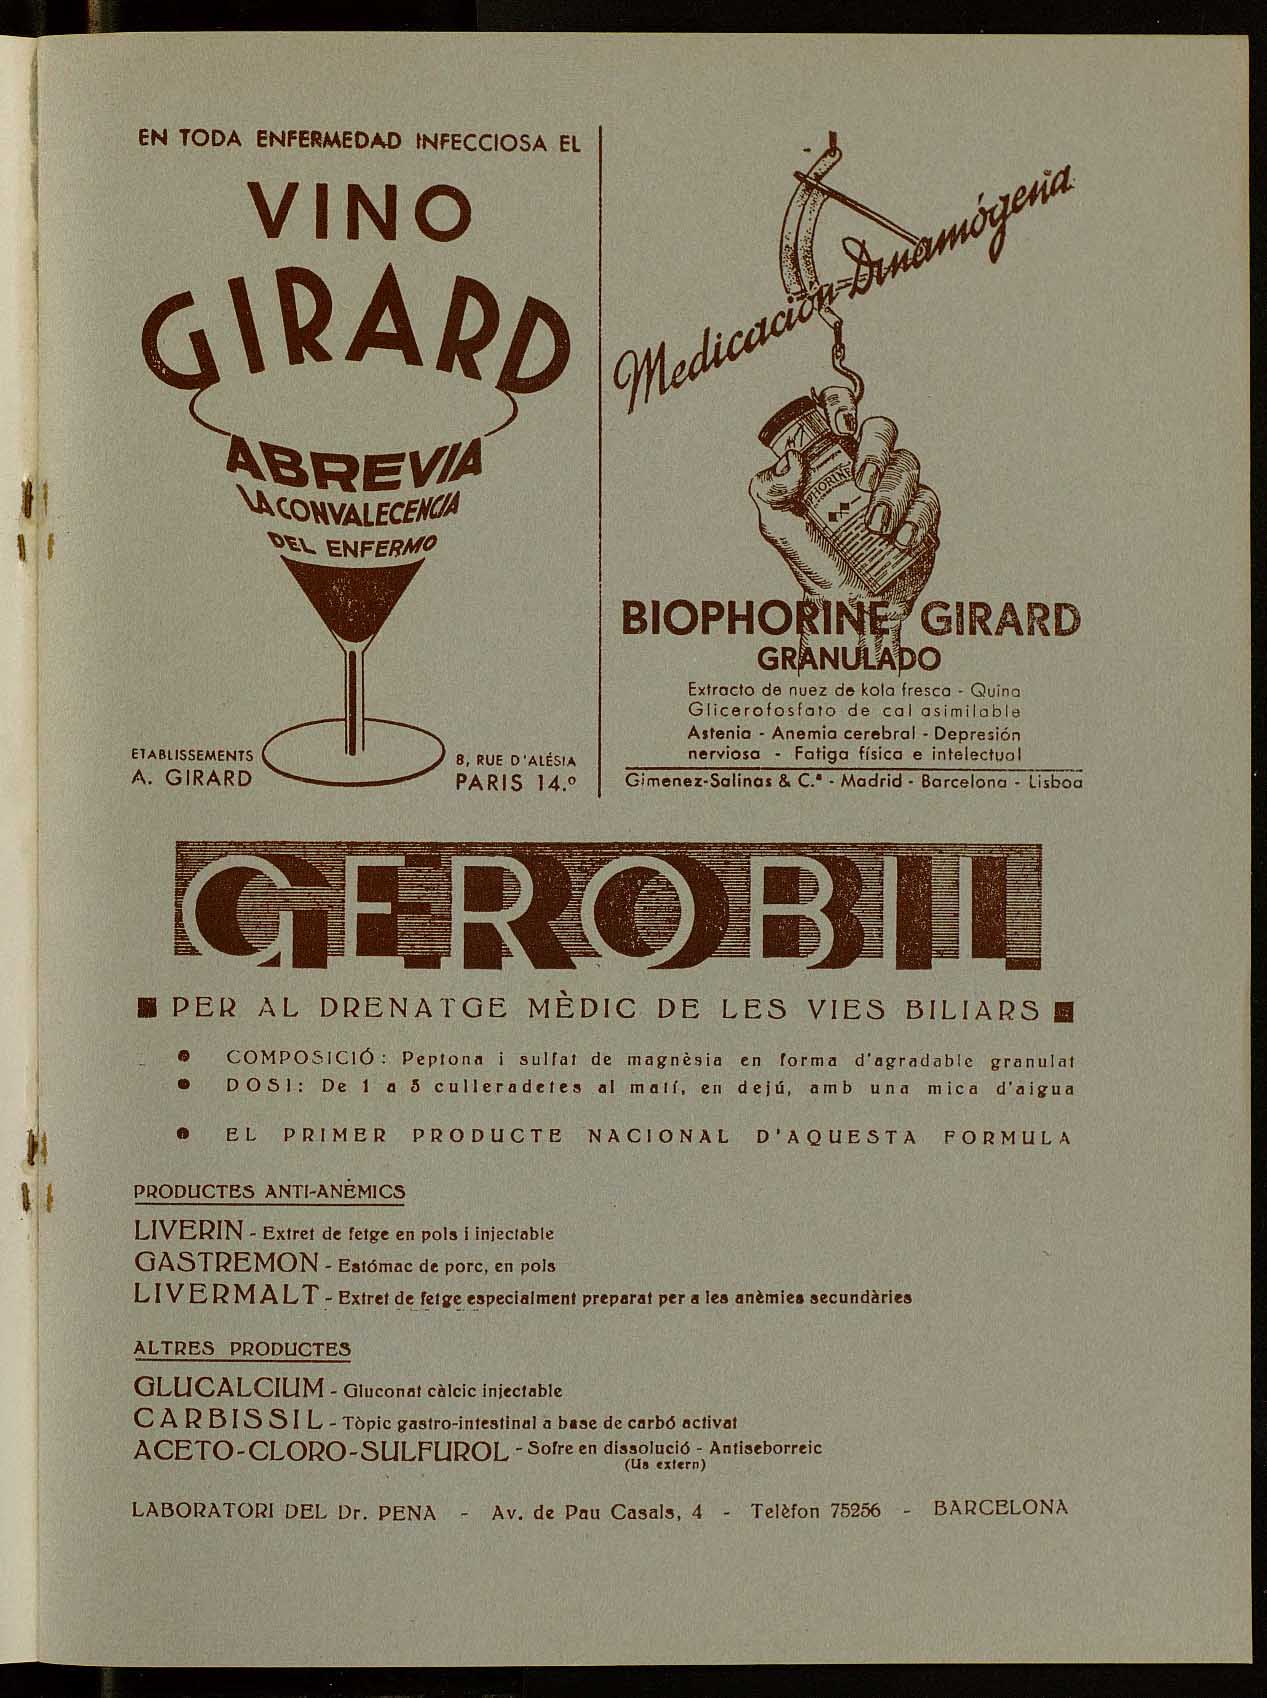 EN TODA ENFERMEDAD INFECCIOSA EL
VINO
GIRARD
ABREVIA
LA CONVALECENCIA
DEL ENFERMO
ETABLISSEMENTS
A. GIRARD
8, RUE D'ALÉSIA
PARIS 14.º
Medicación Dinamógena
PHORINE
BIOPHORINE GIRARD
GRANULADO
Extracto de nuez de kola fresca - Quina
Glicerofosfato de cal asimilable
Astenia - Anemia cerebral - Depresión
nerviosa - Fatiga física e intelectual
Gimenez-Salinas & C.ª - Madrid - Barcelona - Lisboa
GEROBIL
PER AL DRENATGE MÈDIC DE LES VIES BILIARS
COMPOSICIÓ: Peptona i sulfat de magnèsia en forma d'agradable granulat
DOSI: De 1 a 5 culleradetes al matí, en dejú, amb una mica d'aigua
EL PRIMER PRODUCTE NACIONAL D'AQUESTA FORMULA
PRODUCTES ANTI-ANÈMICS
LIVERIN - Extret de fetge en pols i injectable
GASTREMON - Estómac de porc, en pols
LIVERMALT - Extret de fetge especialment preparat per a les anèmies secundàries
ALTRES PRODUCTES
GLUCALCIUM - Gluconat càlcic injectable
CARBISSIL - Tòpic gastro-intestinal a base de carbó activat
ACETO-CLORO-SULFUROL - Sofre en dissolució - Antiseborreic
(Us extern)
LABORATORI DEL Dr. PENA - Av. de Pau Casals, 4 - Telèfon 75256 - BARCELONA